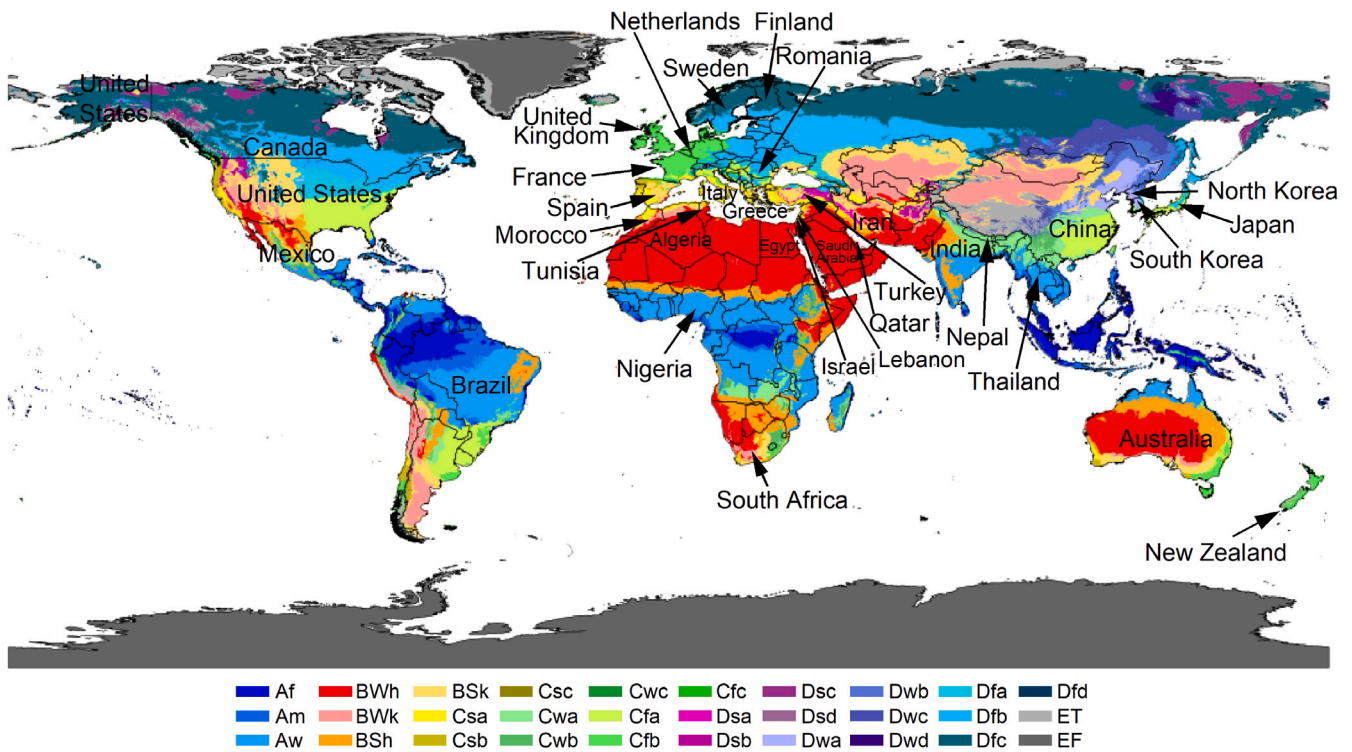 Netherlands
Finland
Romania
Sweden
United
States
United
Kingdom
Canada
France
United States
Italy
North Korea
Spain
Greece
Iran
China
Japan
Morocco
Algeria
Egypt
Saudi
Arabia
India
Mexico
South Korea
Tunisia
Turkey
Qatar
Nepal
Nigeria
Israel
Lebanon
Thailand
Brazil
Australia
South Africa
New Zealand
Af BWh BSk Csc Cwc Cfc Dsc Dwb Dfa Dfd
Am BWk Csa Cwa Cfa Dsa Dsd Dwc Dfb ET
Aw BSh Csb Cwb Cfb Dsb Dwa Dwd Dfc EF